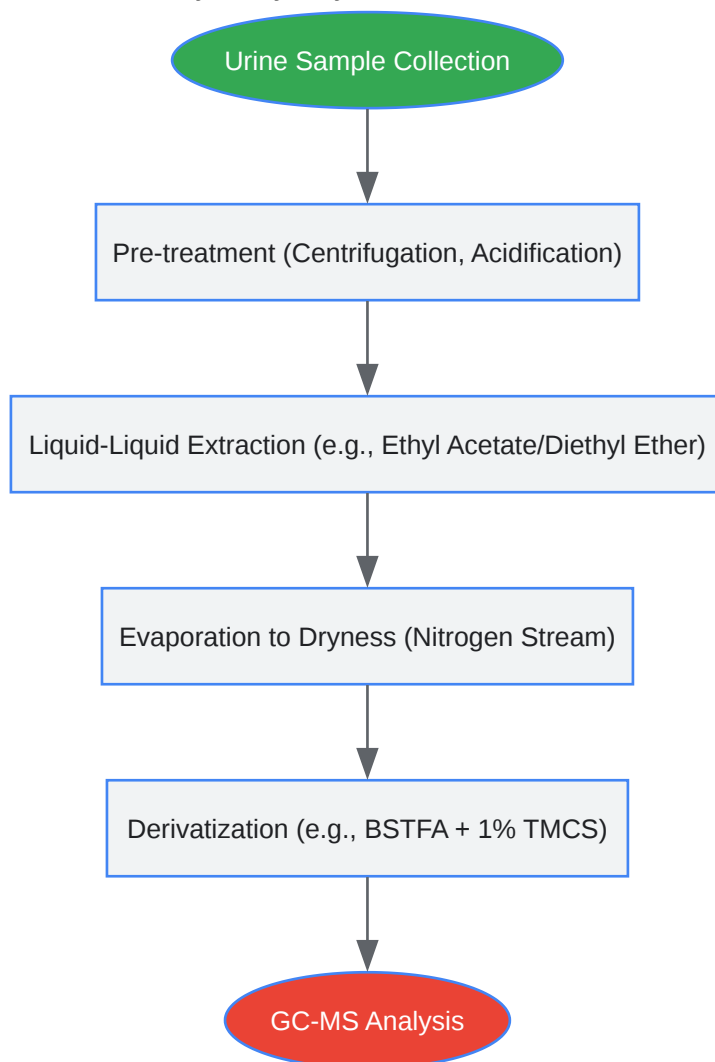 Urine Sample Collection
Pre-treatment (Centrifugation, Acidification)
Liquid-Liquid Extraction (e.g., Ethyl Acetate/Diethyl Ether)
Evaporation to Dryness (Nitrogen Stream)
Derivatization (e.g., BSTFA + 1% TMCS)
GC-MS Analysis